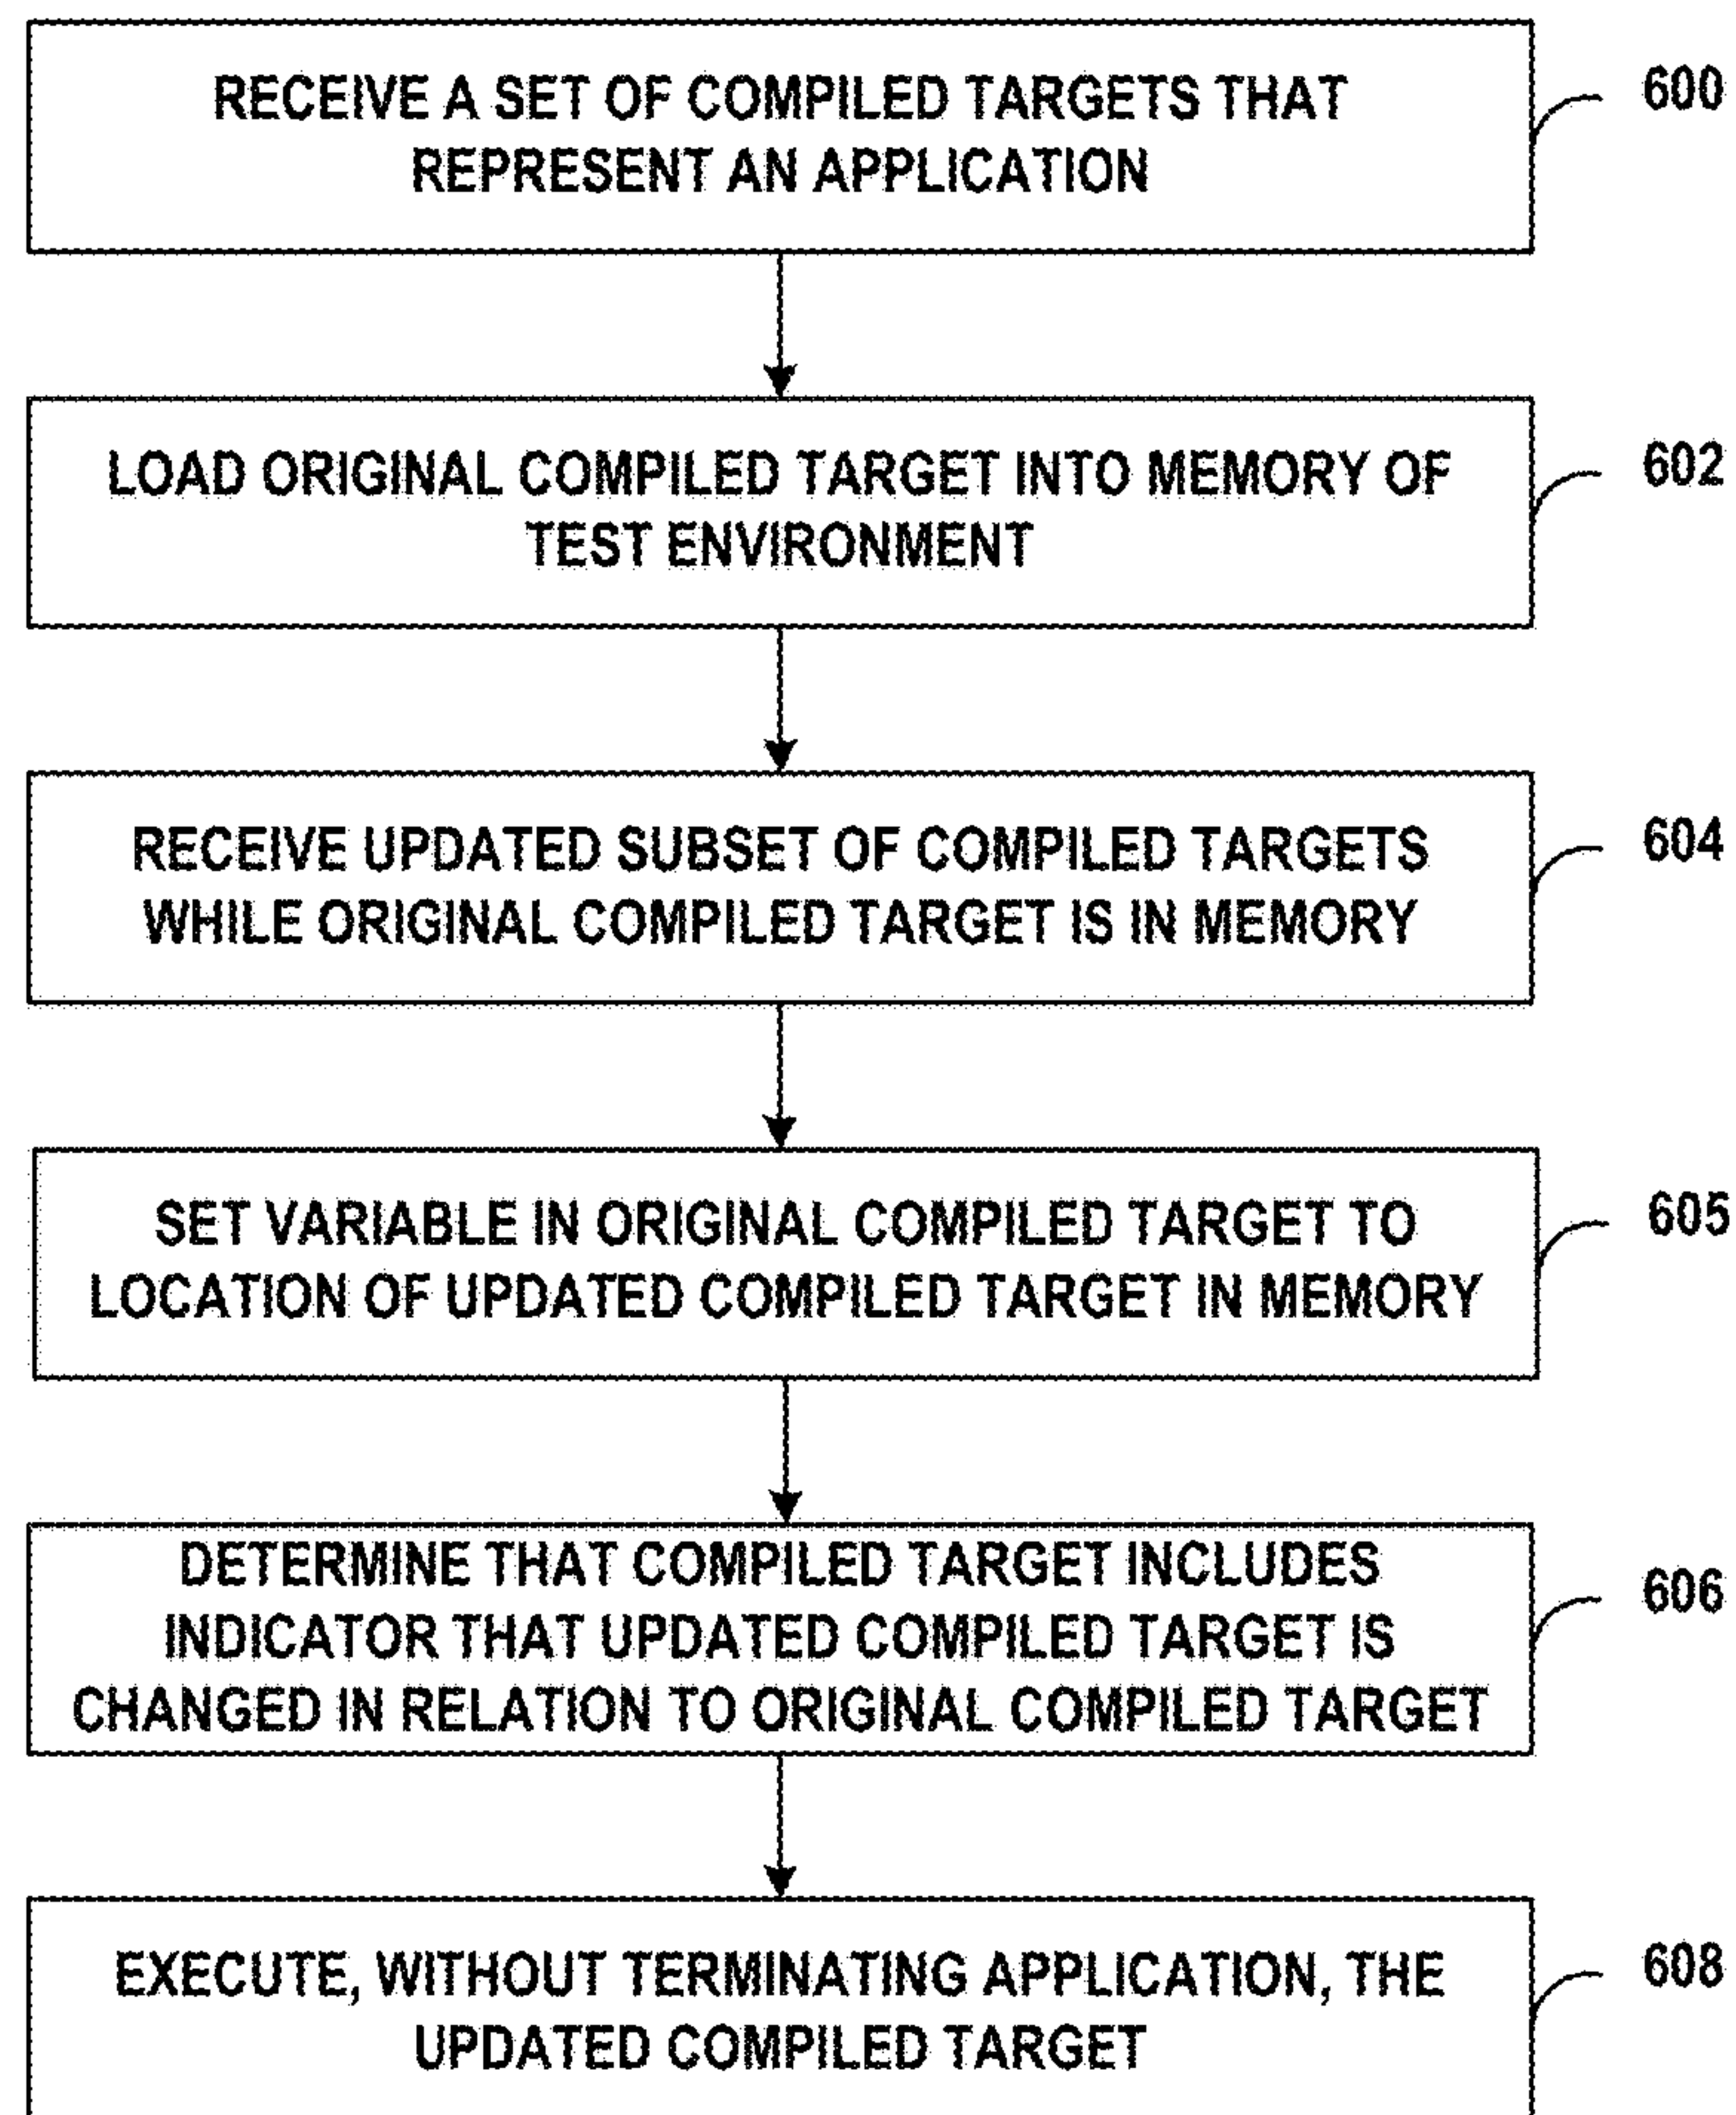 RECEIVE A SET OF COMPILED TARGETS THAT
REPRESENT AN APPLICATION
600
LOAD ORIGINAL COMPILED TARGET INTO MEMORY OF
TEST ENVIRONMENT
602
RECEIVE UPDATED SUBSET OF COMPILED TARGETS
WHILE ORIGINAL COMPILED TARGET IS IN MEMORY
604
SET VARIABLE IN ORIGINAL COMPILED TARGET TO
LOCATION OF UPDATED COMPILED TARGET IN MEMORY
605
DETERMINE THAT COMPILED TARGET INCLUDES
INDICATOR THAT UPDATED COMPILED TARGET IS
CHANGED IN RELATION TO ORIGINAL COMPILED TARGET
606
EXECUTE, WITHOUT TERMINATING APPLICATION, THE
UPDATED COMPILED TARGET
608